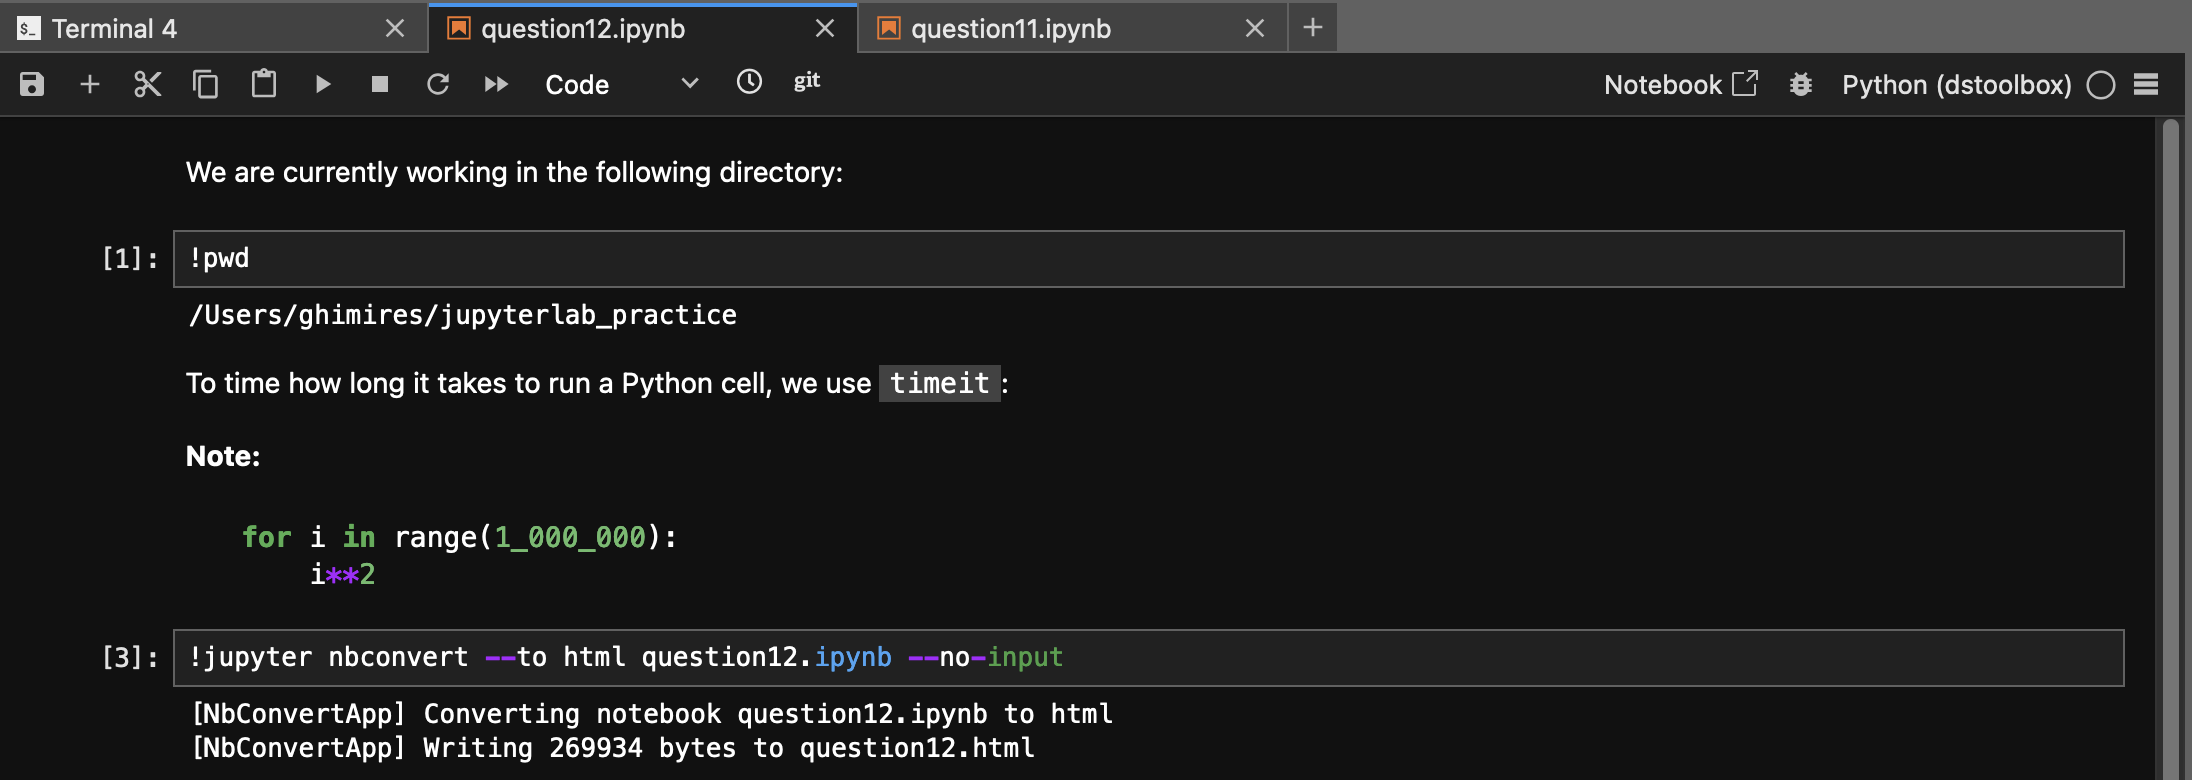 $_ Terminal 4
question12.ipynb
question11.ipynb
Code
git
Notebook
Python (dstoolbox)
We are currently working in the following directory:
[1]: !pwd
/Users/ghimires/jupyterlab_practice
To time how long it takes to run a Python cell, we use timeit:
Note:
for i in range(1_000_000):
    i**2
[3]: !jupyter nbconvert --to html question12.ipynb --no-input
[NbConvertApp] Converting notebook question12.ipynb to html
[NbConvertApp] Writing 269934 bytes to question12.html